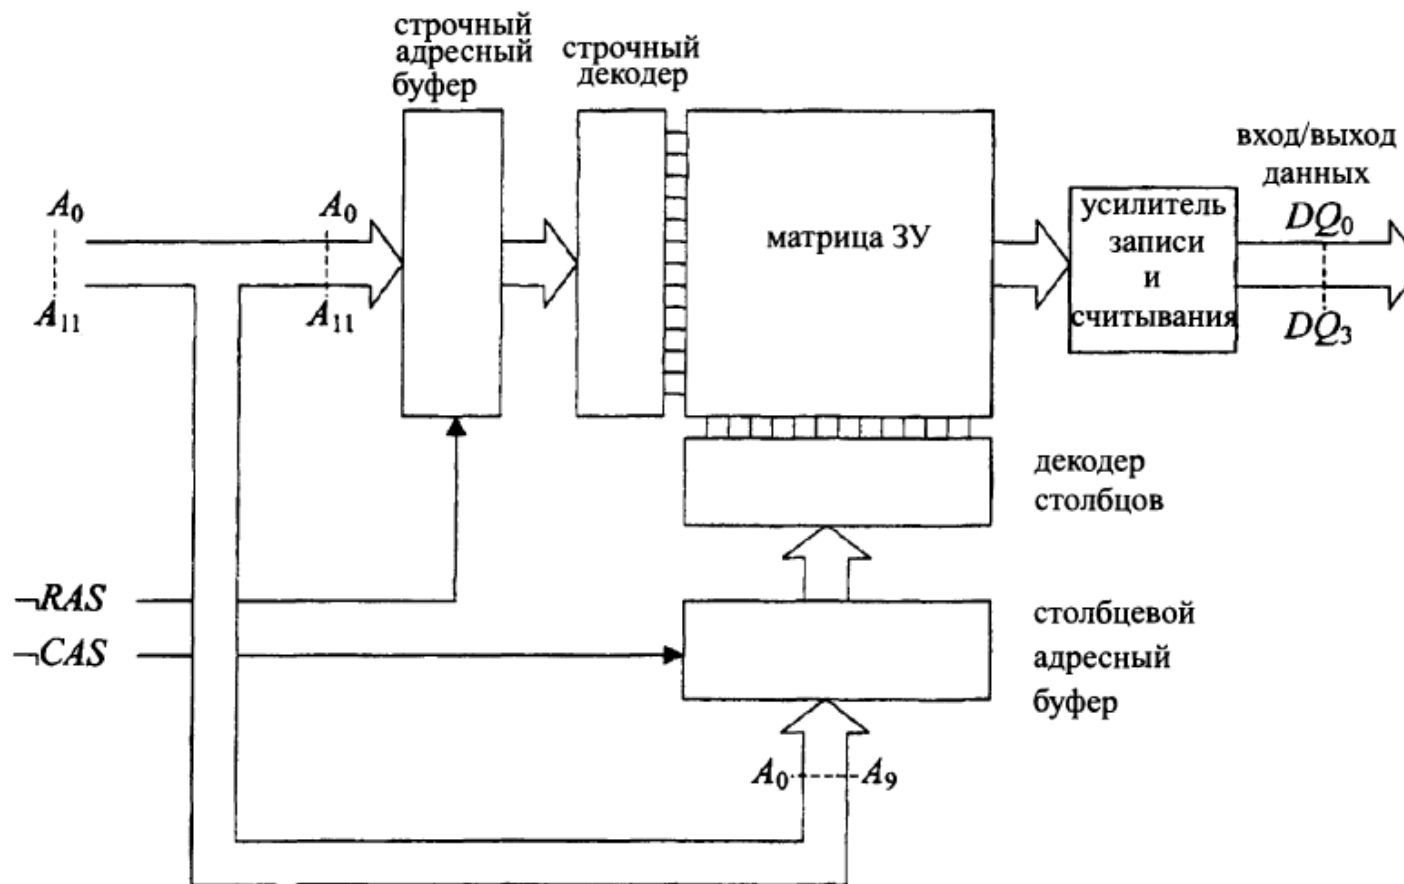 строчный
адресный
буфер
строчный
декодер
вход/выход
данных
A₀
A₁₁
A₀
A₁₁
матрица ЗУ
усилитель
записи
и
считывания
DQ₀
DQ₃
декодер
столбцов
¬RAS
¬CAS
столбцевой
адресный
буфер
A₀
A₉